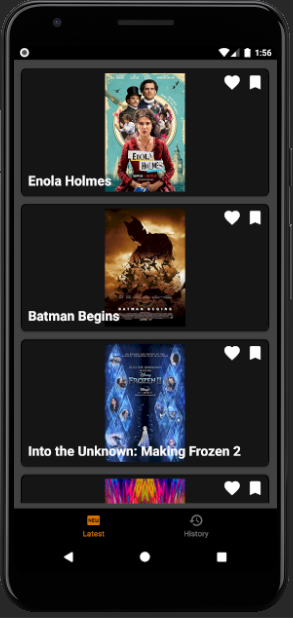 1:56
ENOLA
HOLMES
Enola Holmes
BATMAN BEGINS
Batman Begins
Disney
FROZEN II
Into the Unknown: Making Frozen 2
NEW
Latest
History